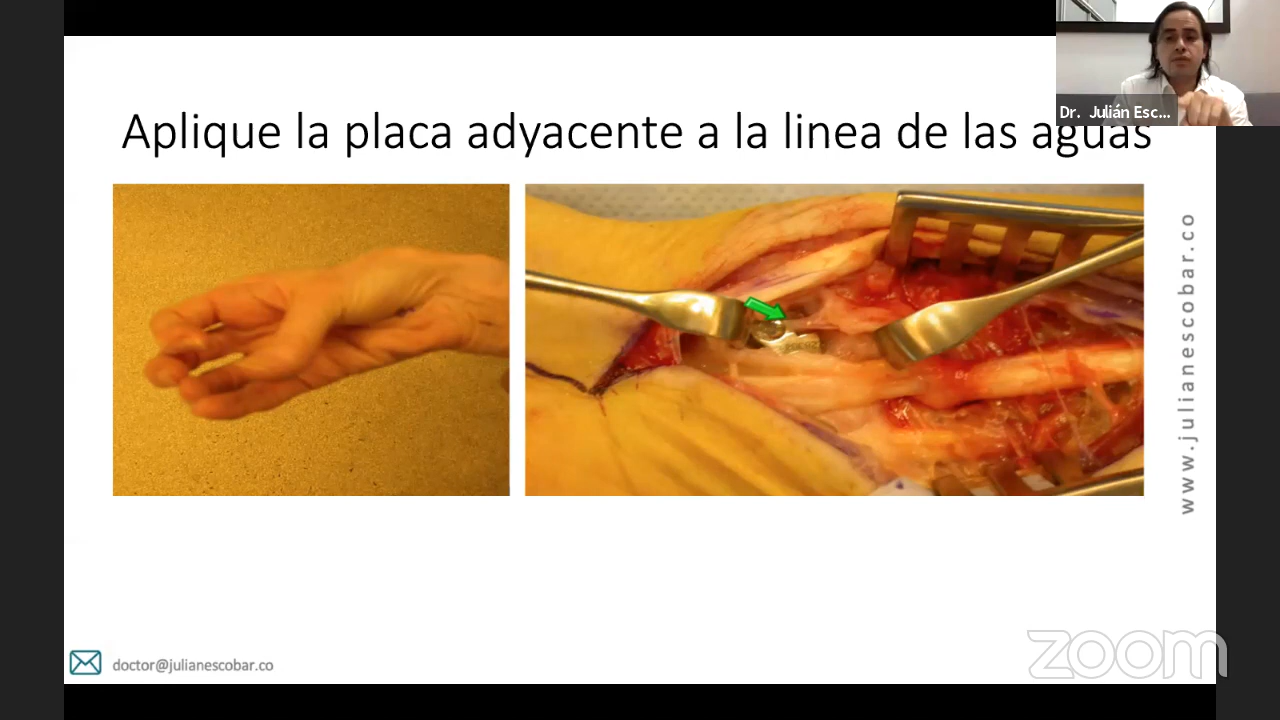 Dr. Julián Esc...
Aplique la placa adyacente a la linea de las aguas
www.julianescobar.co
doctor@julianescobar.co
zoom